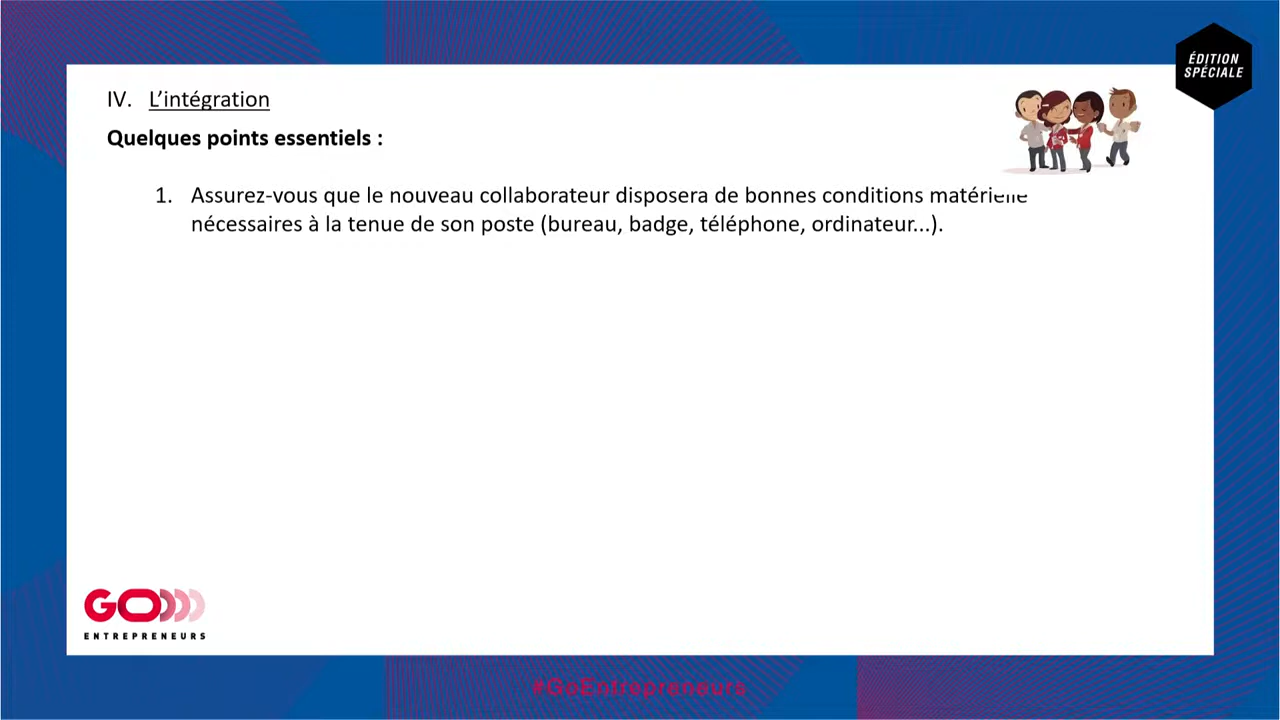 ÉDITION
SPÉCIALE
IV. L'intégration
Quelques points essentiels :
1. Assurez-vous que le nouveau collaborateur disposera de bonnes conditions matérielle
nécessaires à la tenue de son poste (bureau, badge, téléphone, ordinateur...).
GO
ENTREPRENEURS
#GoEntrepreneurs